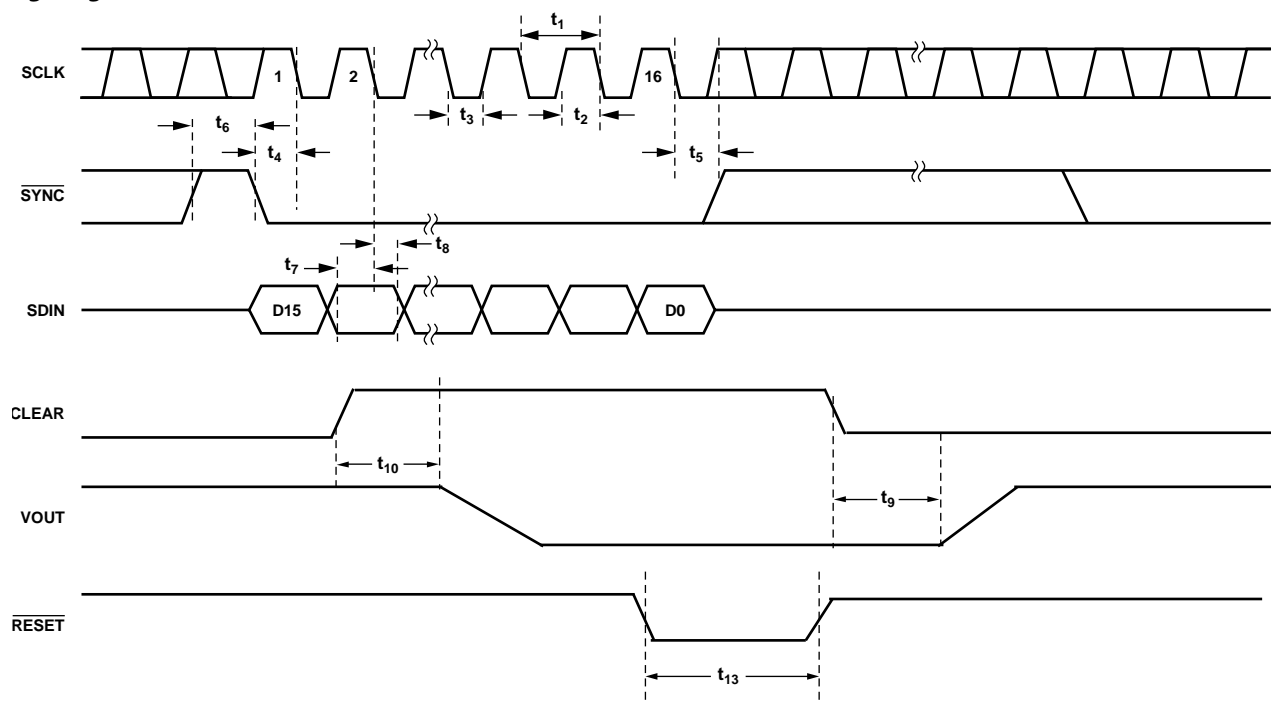 t1
SCLK
1
2
16
t6
t3
t2
t4
t5
SYNC
t8
t7
SDIN
D15
D0
CLEAR
t10
t9
VOUT
RESET
t13